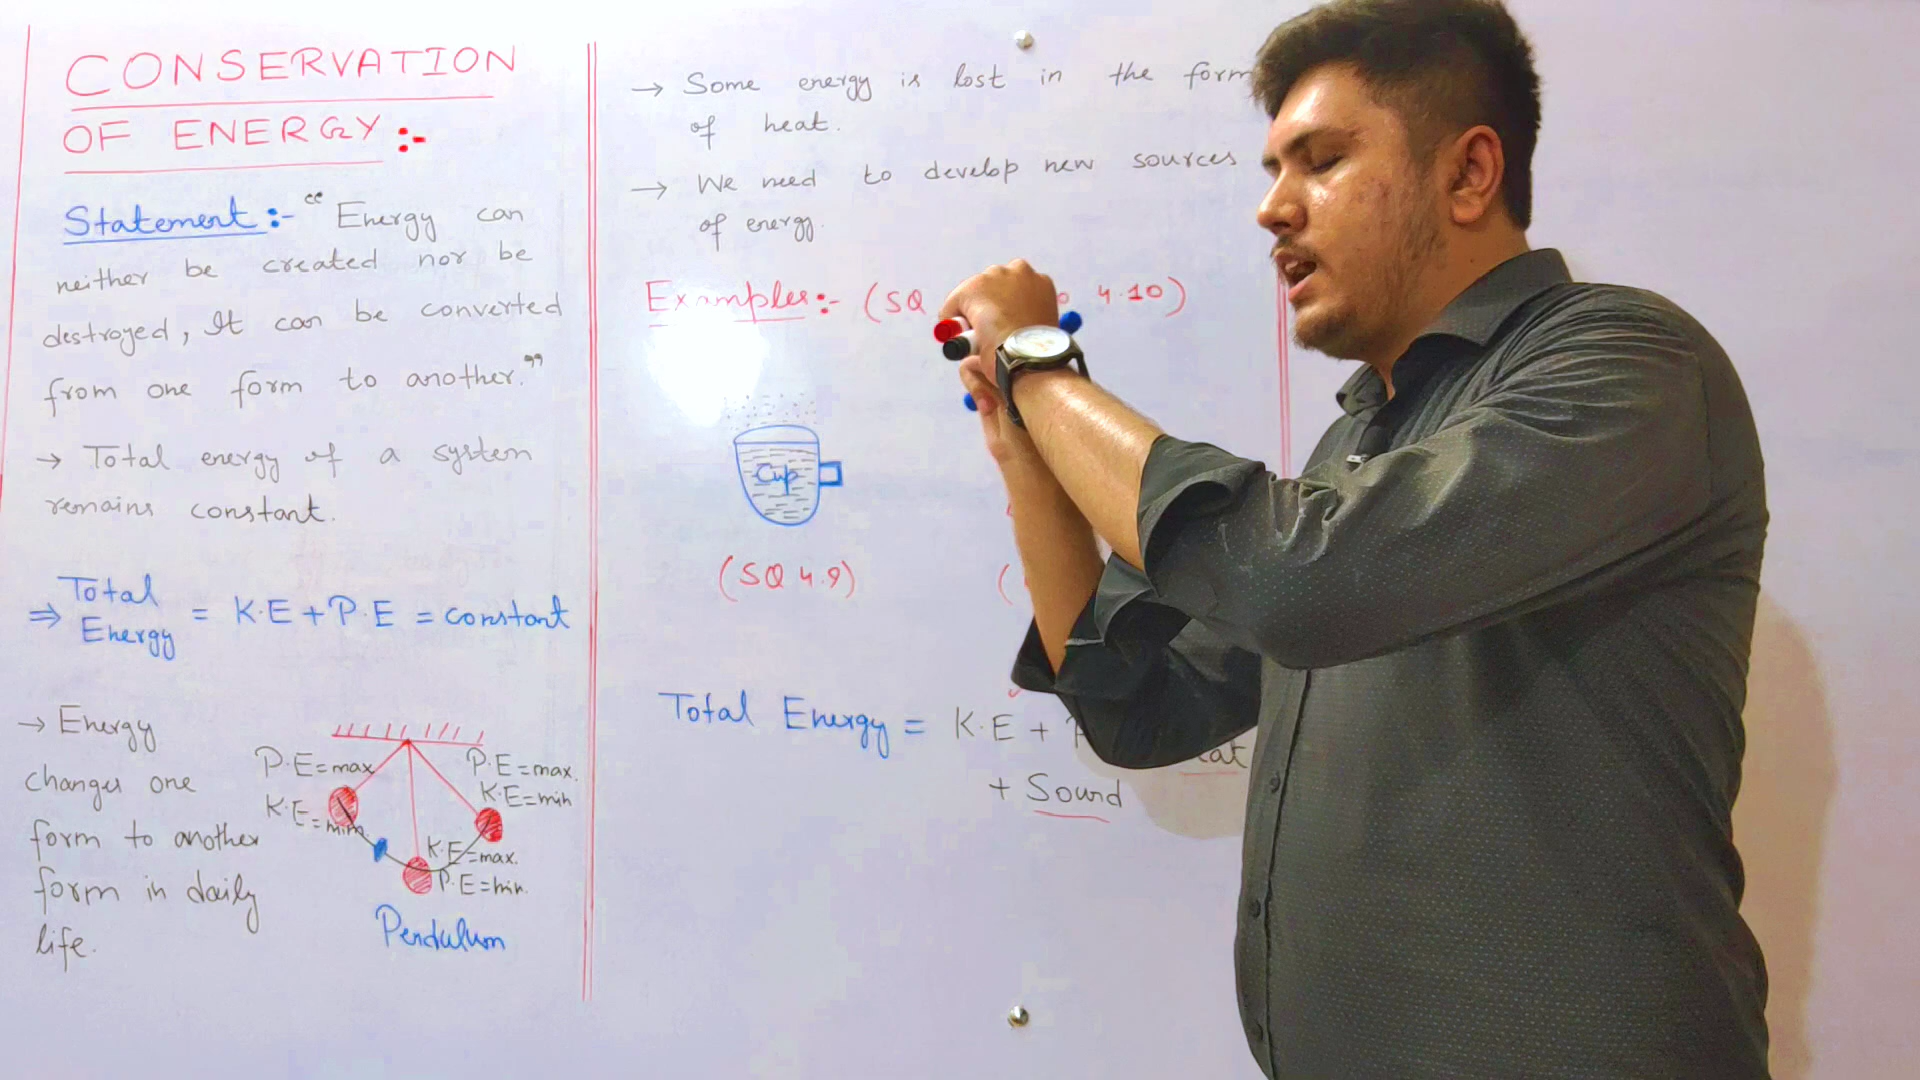 CONSERVATION
OF ENERGY:-
Statement:- “Energy can
neither be created nor be
destroyed, It can be converted
from one form to another.”
→ Total energy of a system
remains constant.
⇒ Total Energy = K.E + P.E = constant
→ Energy
changes one
form to another
form in daily
life.
P.E = max
K.E = min.
P.E = max.
K.E = min
K.E = max.
P.E = min.
Pendulum
→ Some energy is lost in the form
of heat.
→ We need to develop new sources
of energy.
Examples:- (SQ 4.10)
Cup
(SQ 4.9)
(
Total Energy = K.E +
+ Sound